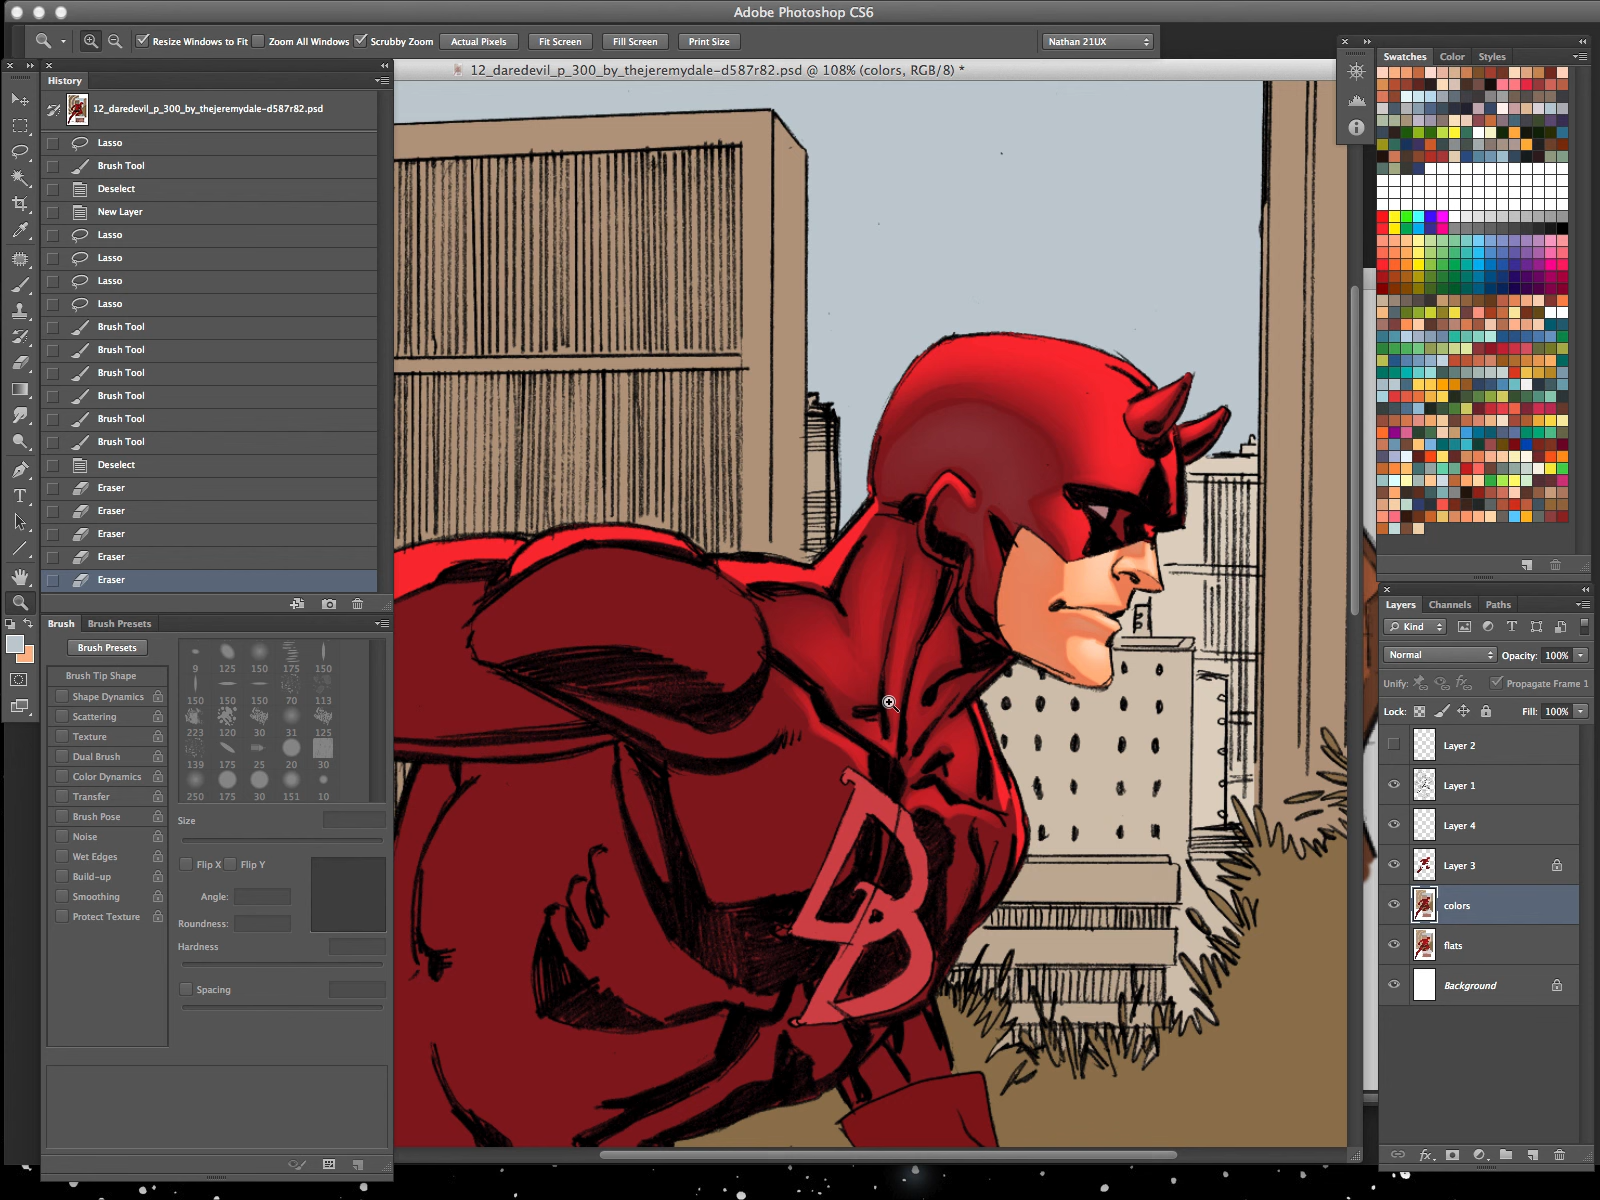 Adobe Photoshop CS6
Resize Windows to Fit
Zoom All Windows
Scrubby Zoom
Actual Pixels
Fit Screen
Fill Screen
Print Size
Nathan 21UX
12_daredevil_p_300_by_thejeremydale-d587r82.psd @ 108% (colors, RGB/8) *
History
12_daredevil_p_300_by_thejeremydale-d587r82.psd
Lasso
Brush Tool
Deselect
New Layer
Lasso
Lasso
Lasso
Lasso
Brush Tool
Brush Tool
Brush Tool
Brush Tool
Brush Tool
Brush Tool
Deselect
Eraser
Eraser
Eraser
Eraser
Eraser
Brush Brush Presets
Brush Presets
Brush Tip Shape
Shape Dynamics
Scattering
Texture
Dual Brush
Color Dynamics
Transfer
Brush Pose
Noise
Wet Edges
Build-up
Smoothing
Protect Texture
9 125 150 175 150
150 150 150 70 113
223 120 30 31 125
139 175 25 20 30
250 175 30 151 10
Size
Flip X Flip Y
Angle:
Roundness:
Hardness
Spacing
DD
Swatches Color Styles
Layers Channels Paths
Kind
Normal Opacity: 100%
Unify: Propagate Frame 1
Lock: Fill: 100%
Layer 2
Layer 1
Layer 4
Layer 3
colors
flats
Background